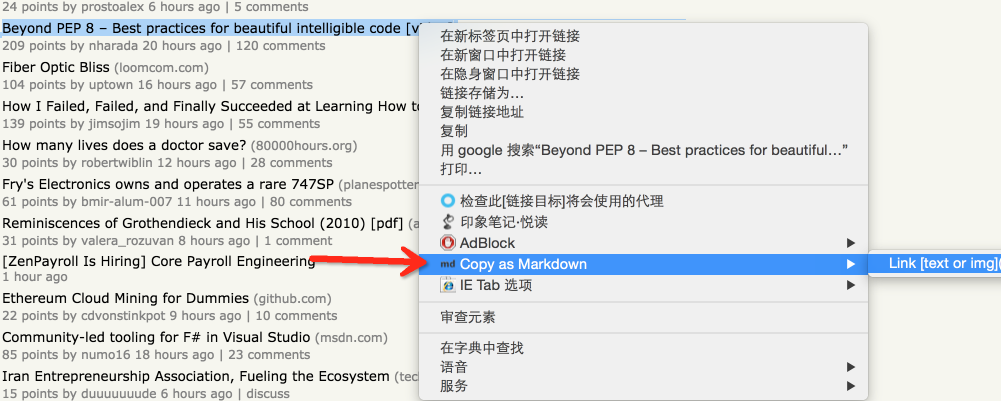 24 points by prostoalex 6 hours ago | 5 comments
Beyond PEP 8 – Best practices for beautiful intelligible code [v
209 points by nharada 20 hours ago | 120 comments
Fiber Optic Bliss (loomcom.com)
104 points by uptown 16 hours ago | 57 comments
How I Failed, Failed, and Finally Succeeded at Learning How to
139 points by jimsojim 19 hours ago | 55 comments
How many lives does a doctor save? (80000hours.org)
30 points by robertwiblin 12 hours ago | 28 comments
Fry's Electronics owns and operates a rare 747SP (planespotter
61 points by bmir-alum-007 11 hours ago | 80 comments
Reminiscences of Grothendieck and His School (2010) [pdf] (a
31 points by valera_rozuvan 8 hours ago | 1 comment
[ZenPayroll Is Hiring] Core Payroll Engineering
1 hour ago
Ethereum Cloud Mining for Dummies (github.com)
22 points by cdvonstinkpot 9 hours ago | 10 comments
Community-led tooling for F# in Visual Studio (msdn.com)
85 points by numo16 18 hours ago | 23 comments
Iran Entrepreneurship Association, Fueling the Ecosystem (tec
15 points by duuuuuuude 6 hours ago | discuss
在新标签页中打开链接
在新窗口中打开链接
在隐身窗口中打开链接
链接存储为…
复制链接地址
复制
用 google 搜索“Beyond PEP 8 – Best practices for beautiful…”
打印…
检查此[链接目标]将会使用的代理
印象笔记·悦读
AdBlock
md Copy as Markdown
Link [text or img](
IE Tab 选项
审查元素
在字典中查找
语音
服务